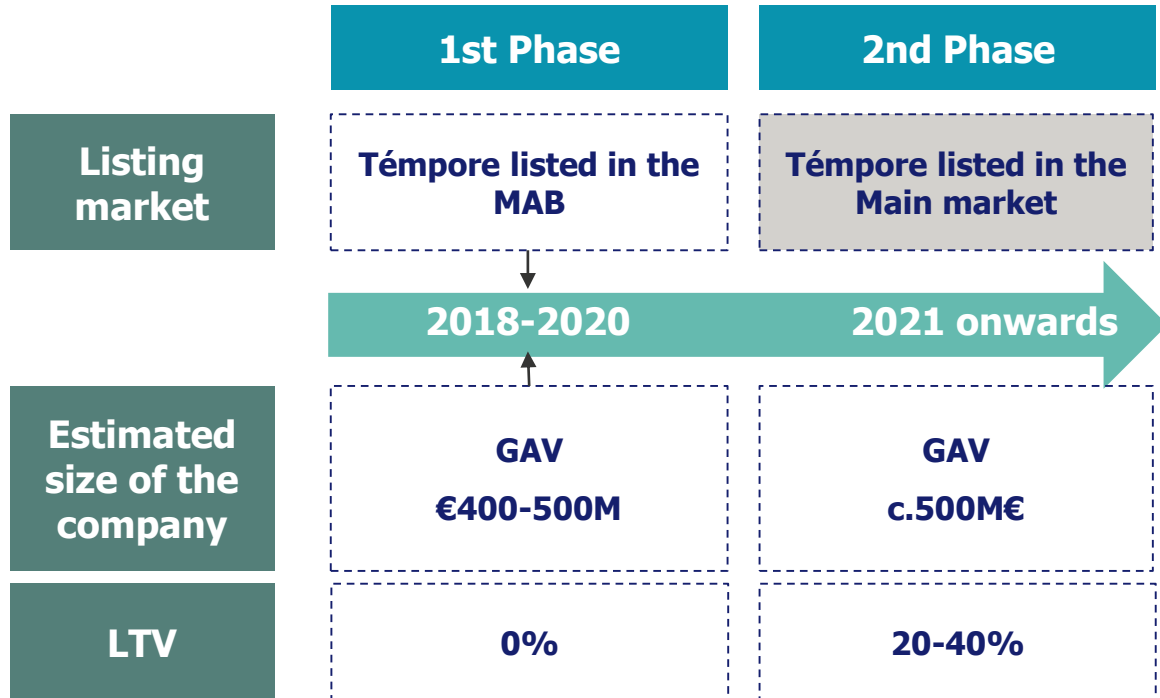 1st Phase
2nd Phase
Listing
market
Témpore listed in the
MAB
Témpore listed in the
Main market
2018-2020
2021 onwards
Estimated
size of the
company
GAV
€400-500M
GAV
c.500M€
LTV
0%
20-40%